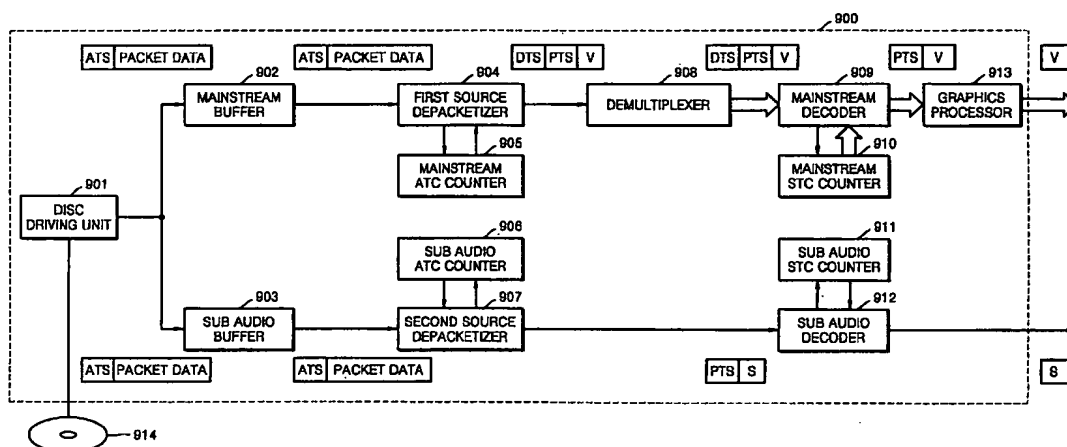 900
ATS PACKET DATA
ATS PACKET DATA
DTS PTS V
DTS PTS V
PTS V
V
902
MAINSTREAM
BUFFER
904
FIRST SOURCE
DEPACKETIZER
908
DEMULTIPLEXER
909
MAINSTREAM
DECODER
913
GRAPHICS
PROCESSOR
905
MAINSTREAM
ATC COUNTER
910
MAINSTREAM
STC COUNTER
901
DISC
DRIVING UNIT
906
SUB AUDIO
ATC COUNTER
911
SUB AUDIO
STC COUNTER
903
SUB AUDIO
BUFFER
907
SECOND SOURCE
DEPACKETIZER
912
SUB AUDIO
DECODER
ATS PACKET DATA
ATS PACKET DATA
PTS S
S
914